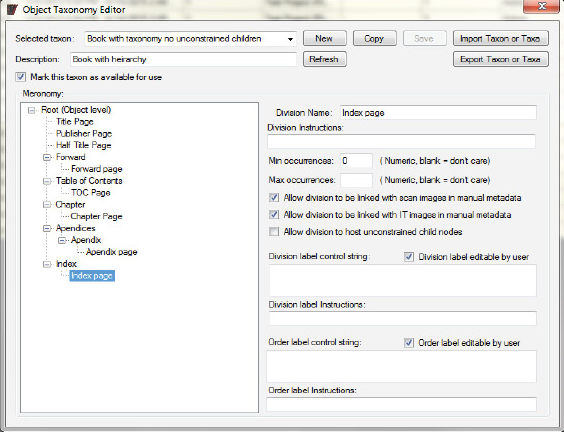 Object Taxonomy Editor
Selected taxon: Book with taxonomy no unconstrained children New Copy Save Import Taxon or Taxa
Description: Book with heirarchy Refresh Export Taxon or Taxa
Mark this taxon as available for use
Meronomy:
Root (Object level)
Title Page
Publisher Page
Half Title Page
Forward
Forward page
Table of Contents
TOC Page
Chapter
Chapter Page
Apendices
Apendix
Apendix page
Index
Index page
Division Name: Index page
Division Instructions:
Min occurrences: 0 ( Numeric, blank = don't care)
Max occurrences: ( Numeric, blank = don't care)
Allow division to be linked with scan images in manual metadata
Allow division to be linked with IT images in manual metadata
Allow division to host unconstrained child nodes
Division label control string: Division label editable by user
Division label Instructions:
Order label control string: Order label editable by user
Order label Instructions: